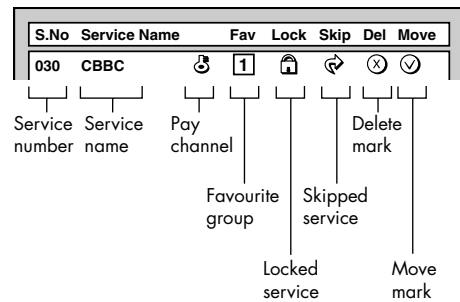 S.No Service Name Fav Lock Skip Del Move
030 CBBC 1 X
Service number
Service name
Pay channel
Delete mark
Favourite group
Skipped service
Locked service
Move mark